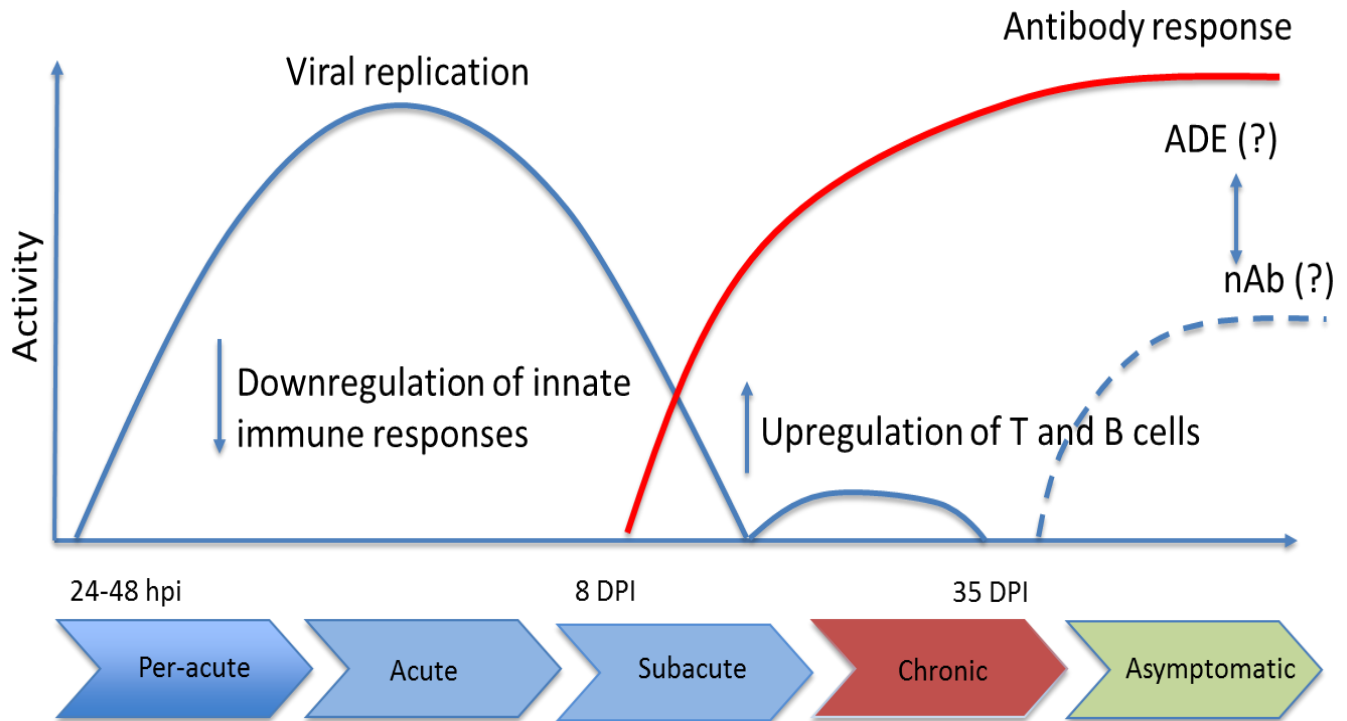 Antibody response
Viral replication
ADE (?)
nAb (?)
Activity
Downregulation of innate
immune responses
Upregulation of T and B cells
24-48 hpi
8 DPI
35 DPI
Per-acute
Acute
Subacute
Chronic
Asymptomatic